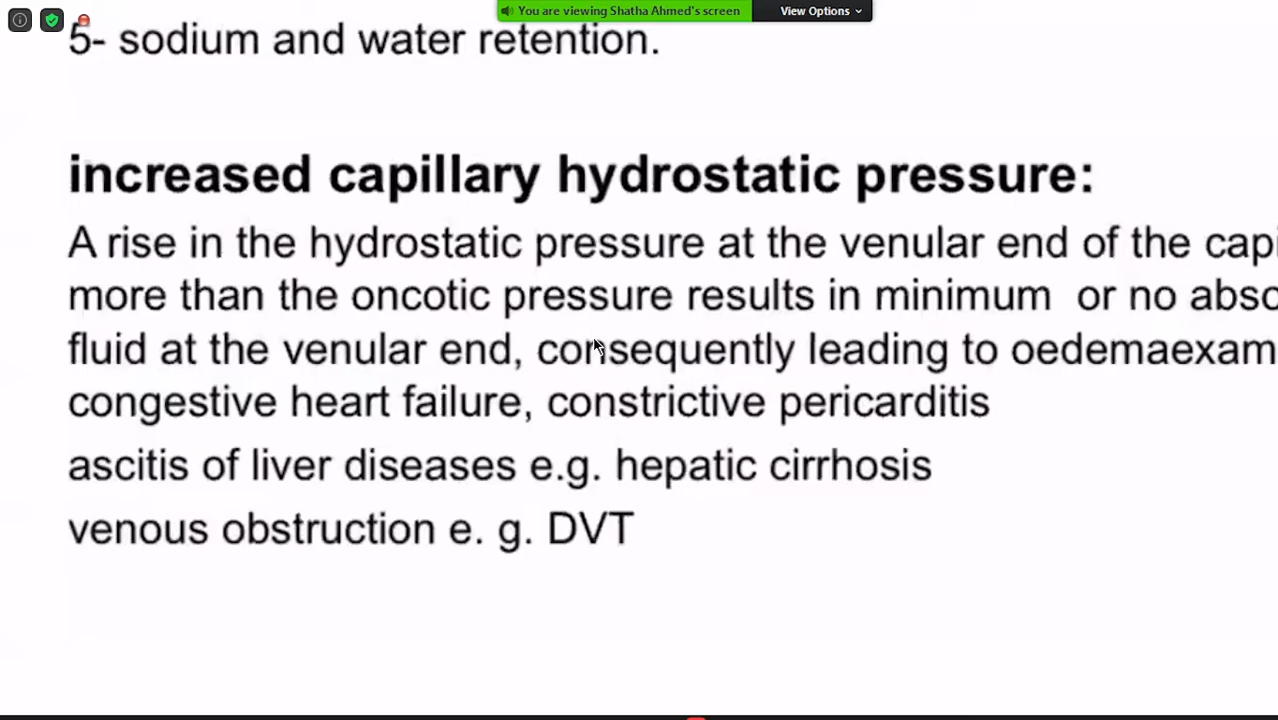 You are viewing Shatha Ahmed's screen View Options
5- sodium and water retention.
increased capillary hydrostatic pressure:
A rise in the hydrostatic pressure at the venular end of the
more than the oncotic pressure results in minimum or no
fluid at the venular end, consequently leading to oedemaexam
congestive heart failure, constrictive pericarditis
ascitis of liver diseases e.g. hepatic cirrhosis
venous obstruction e. g. DVT